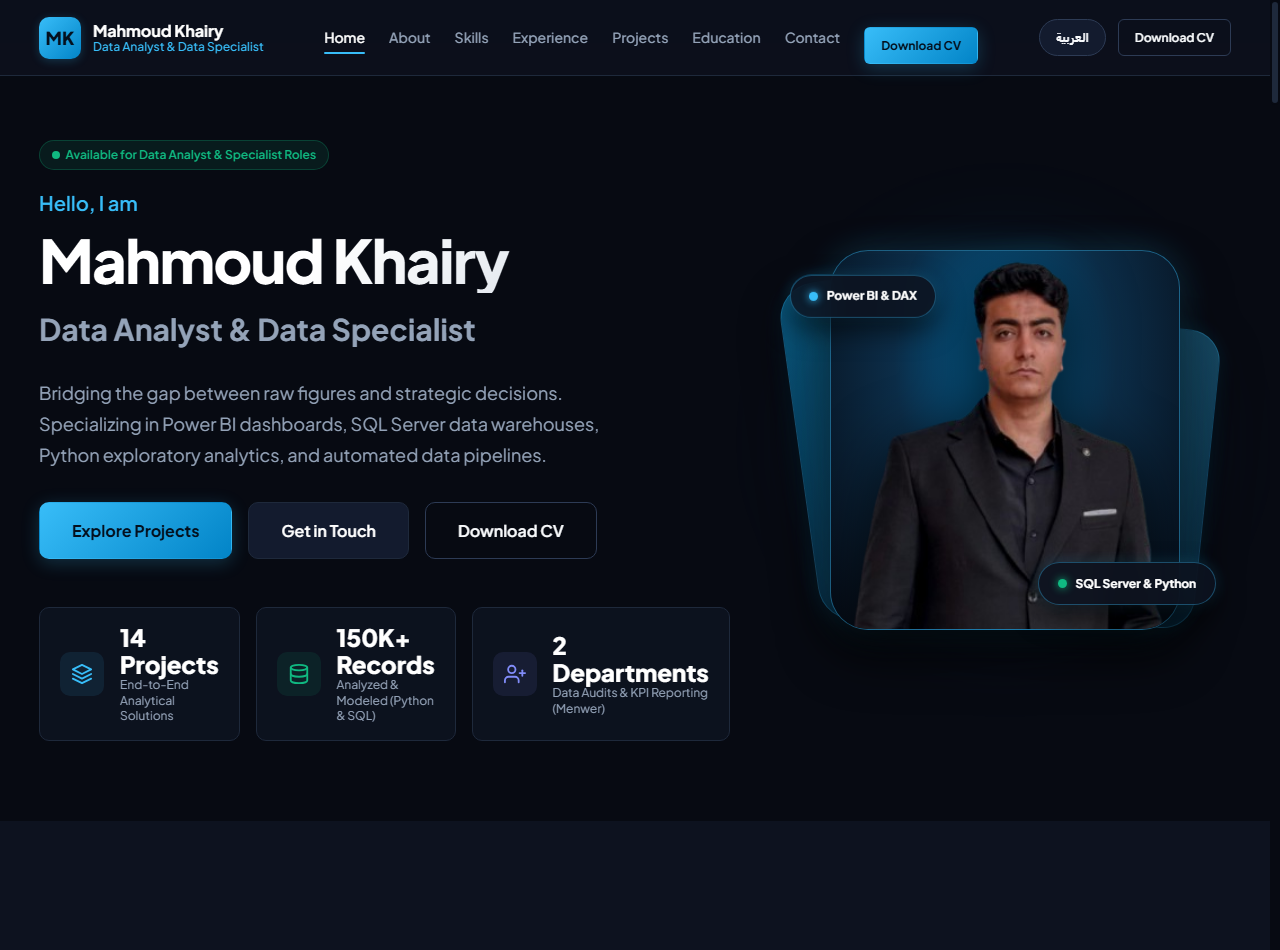 MK
Mahmoud Khairy
Data Analyst & Data Specialist
Home
About
Skills
Experience
Projects
Education
Contact
Download CV
العربية
Download CV
Available for Data Analyst & Specialist Roles
Hello, I am
Mahmoud Khairy
Data Analyst & Data Specialist
Bridging the gap between raw figures and strategic decisions.
Specializing in Power BI dashboards, SQL Server data warehouses,
Python exploratory analytics, and automated data pipelines.
Explore Projects
Get in Touch
Download CV
14
Projects
End-to-End
Analytical
Solutions
150K+
Records
Analyzed &
Modeled (Python
& SQL)
2
Departments
Data Audits & KPI Reporting
(Menwer)
Power BI & DAX
SQL Server & Python